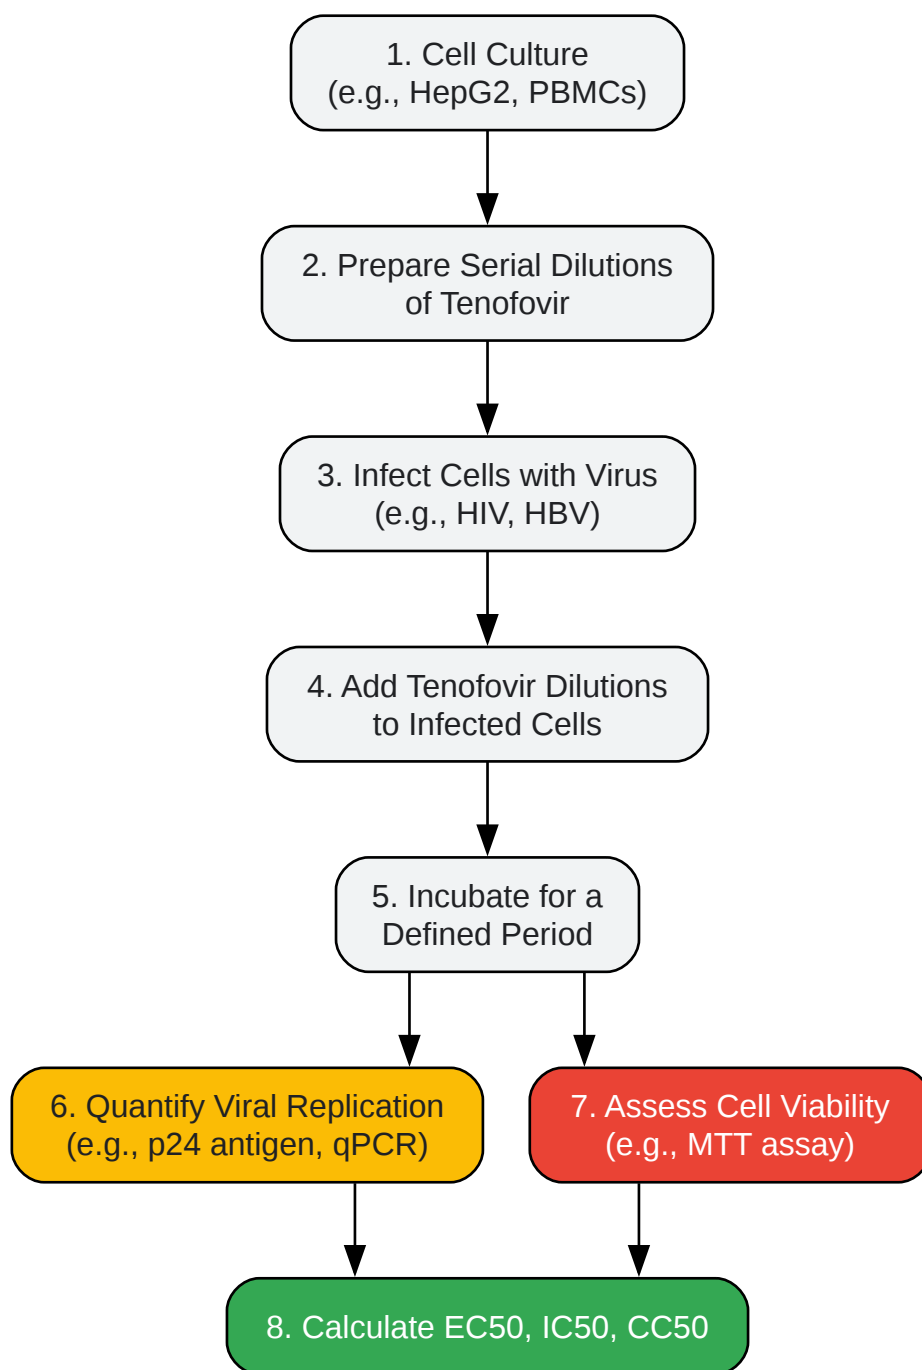 1. Cell Culture
(e.g., HepG2, PBMCs)
2. Prepare Serial Dilutions
of Tenofovir
3. Infect Cells with Virus
(e.g., HIV, HBV)
4. Add Tenofovir Dilutions
to Infected Cells
5. Incubate for a
Defined Period
6. Quantify Viral Replication
(e.g., p24 antigen, qPCR)
7. Assess Cell Viability
(e.g., MTT assay)
8. Calculate EC50, IC50, CC50